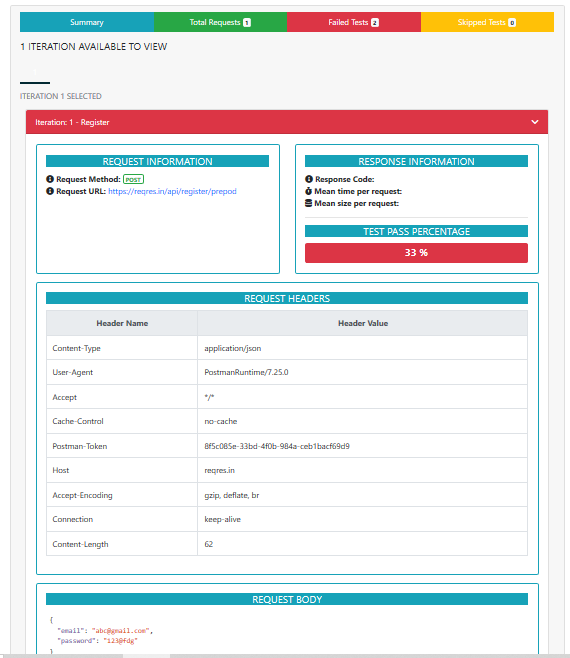 Summary
Total Requests 1
Failed Tests 2
Skipped Tests 0
1 ITERATION AVAILABLE TO VIEW
ITERATION 1 SELECTED
Iteration: 1 - Register
REQUEST INFORMATION
Request Method: POST
Request URL: https://reqres.in/api/register/prepod
RESPONSE INFORMATION
Response Code:
Mean time per request:
Mean size per request:
TEST PASS PERCENTAGE
33 %
REQUEST HEADERS
Header Name Header Value
Content-Type application/json
User-Agent PostmanRuntime/7.25.0
Accept */*
Cache-Control no-cache
Postman-Token 8f5c085e-33bd-4f0b-984a-ceb1bacf69d9
Host reqres.in
Accept-Encoding gzip, deflate, br
Connection keep-alive
Content-Length 62
REQUEST BODY
{
"email": "abc@gmail.com",
"password": "123@fdg"
}